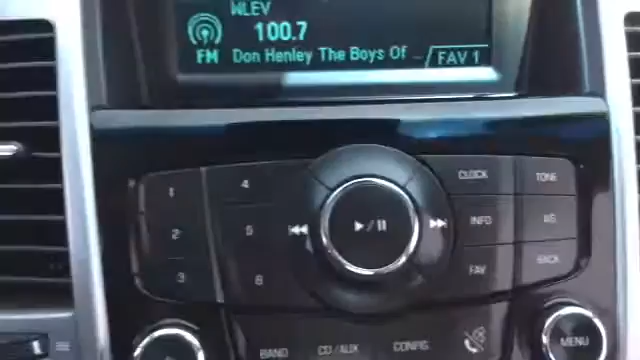 WLEV
100.7
FM Don Henley The Boys Of FAV 1
1 4 CLOCK TONE
2 5 INFO AS
3 6 FAV BACK
BAND CD/AUX CONFIG MENU